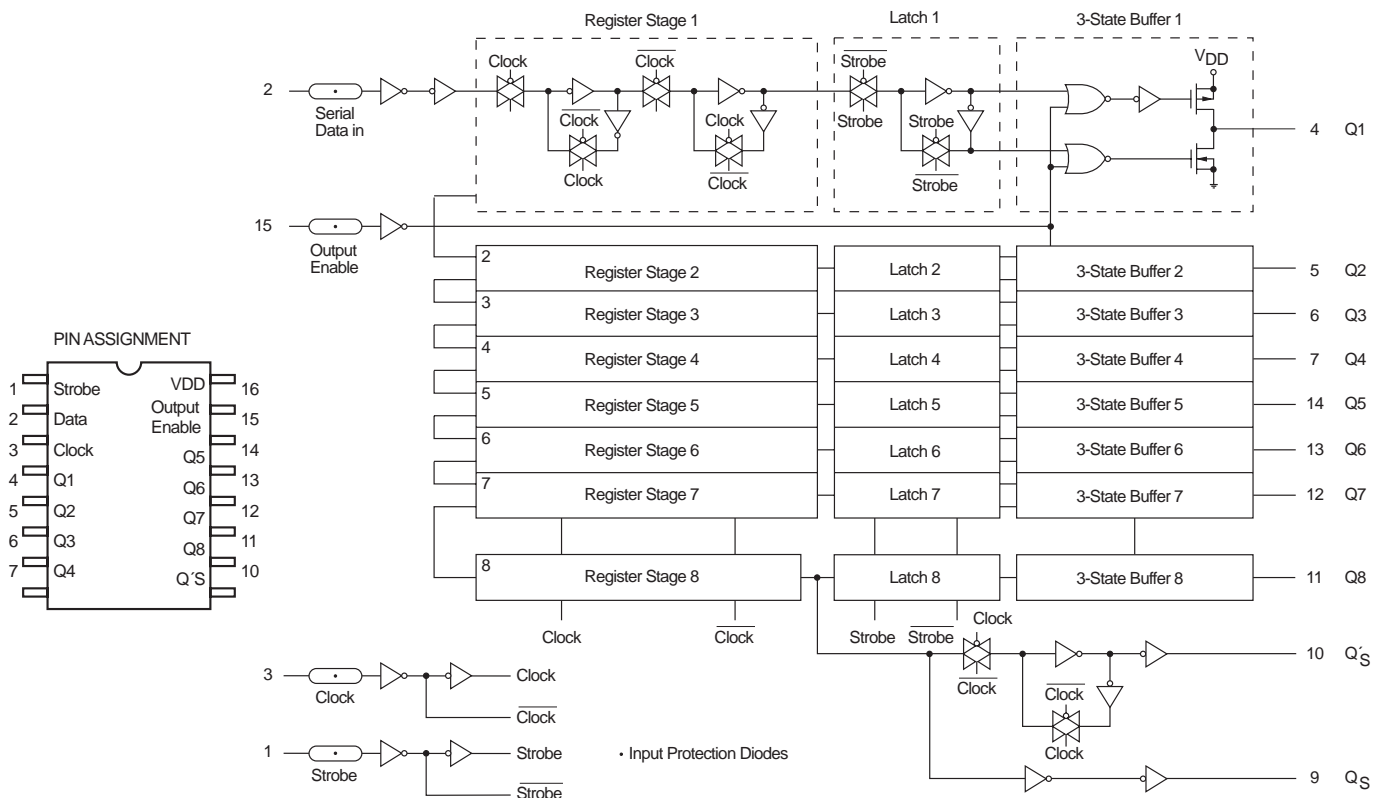 Register Stage 1
Latch 1
3-State Buffer 1
Clock
Clock
Strobe
VDD
2
Serial
Data in
Clock
Clock
Strobe
Strobe
4 Q1
Clock
Clock
Strobe
15
Output
Enable
2
Register Stage 2
Latch 2
3-State Buffer 2
5 Q2
3
Register Stage 3
Latch 3
3-State Buffer 3
6 Q3
4
Register Stage 4
Latch 4
3-State Buffer 4
7 Q4
5
Register Stage 5
Latch 5
3-State Buffer 5
14 Q5
6
Register Stage 6
Latch 6
3-State Buffer 6
13 Q6
7
Register Stage 7
Latch 7
3-State Buffer 7
12 Q7
8
Register Stage 8
Latch 8
3-State Buffer 8
11 Q8
Clock
Clock
Strobe
Strobe
Clock
Clock
10 Q´S
Clock
Clock
9 QS
PIN ASSIGNMENT
1 Strobe VDD 16
2 Data Output Enable 15
3 Clock 14
4 Q1 Q5 13
5 Q2 Q6 12
6 Q3 Q7 11
7 Q4 Q8 10
Q´S
3
Clock
Clock
Clock
1
Strobe
Strobe
Strobe
• Input Protection Diodes